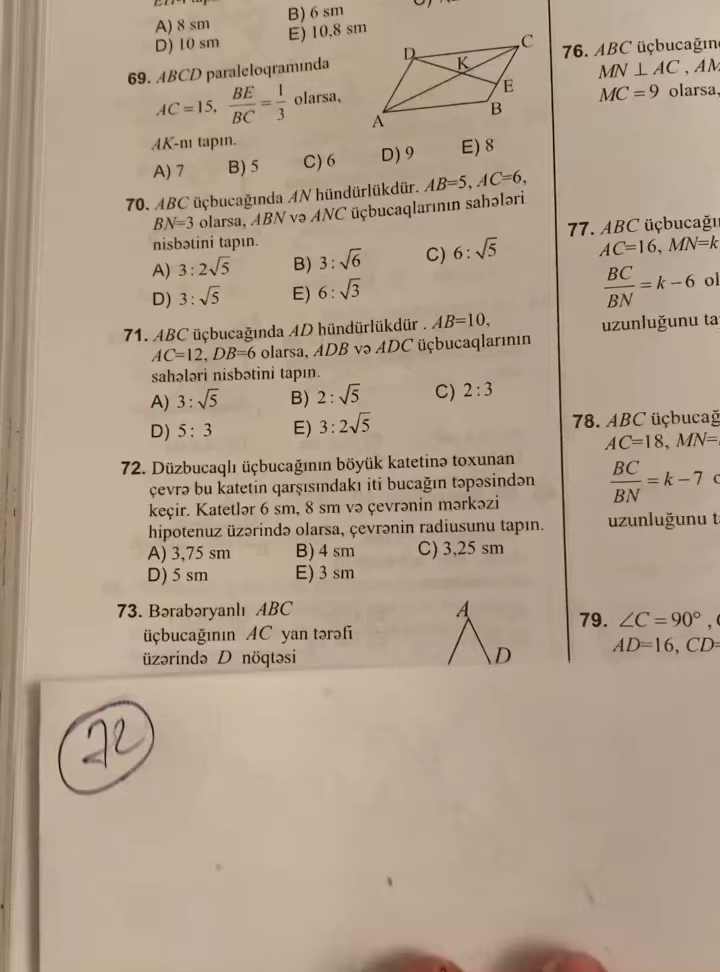 A) 8 sm
B) 6 sm
D) 10 sm
E) 10,8 sm
69. ABCD paraleloqramında
AC = 15, BE/BC = 1/3 olarsa,
AK-nı tapın.
A) 7 B) 5 C) 6 D) 9 E) 8
D
C
K
E
A
B
70. ABC üçbucağında AN hündürlükdür. AB=5, AC=6,
BN=3 olarsa, ABN və ANC üçbucaqlarının sahələri
nisbətini tapın.
A) 3 : 2√5 B) 3 : √6 C) 6 : √5
D) 3 : √5 E) 6 : √3
71. ABC üçbucağında AD hündürlükdür . AB=10,
AC=12, DB=6 olarsa, ADB və ADC üçbucaqlarının
sahələri nisbətini tapın.
A) 3 : √5 B) 2 : √5 C) 2 : 3
D) 5 : 3 E) 3 : 2√5
72. Düzbucaqlı üçbucağının böyük katetinə toxunan
çevrə bu katetin qarşısındakı iti bucağın təpəsindən
keçir. Katetlər 6 sm, 8 sm və çevrənin mərkəzi
hipotenuz üzərində olarsa, çevrənin radiusunu tapın.
A) 3,75 sm B) 4 sm C) 3,25 sm
D) 5 sm E) 3 sm
73. Bərabəryanlı ABC
üçbucağının AC yan tərəfi
üzərində D nöqtəsi
A
D
76. ABC
MN ⊥ AC ,
MC = 9 olarsa,
77. ABC
AC=16, MN=k
BC/BN = k − 6
uzunluğunu
78. ABC
AC=18, MN=
BC/BN = k − 7
uzunluğunu
79. ∠C = 90° ,
AD=16, CD=
72